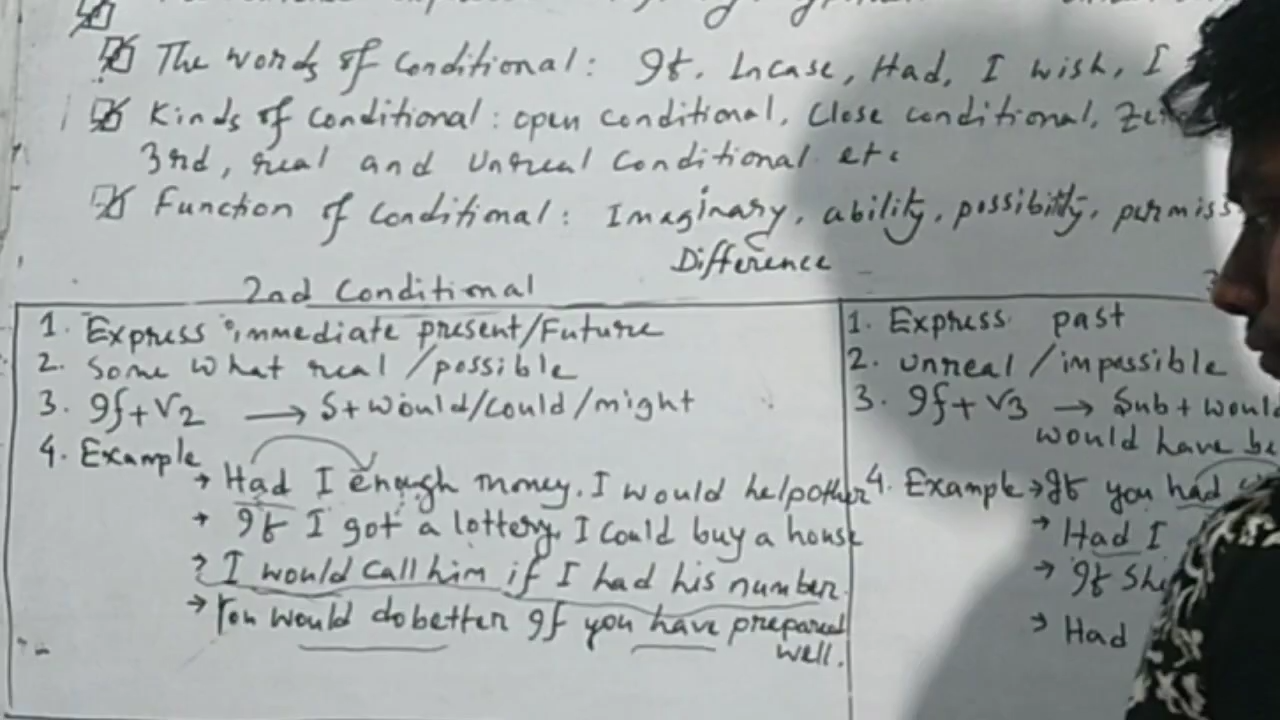 The words of conditional: If, Incase, Had, I wish, I
Kinds of conditional: open conditional, Close conditional,
3rd, real and Unreal Conditional etc
Function of Conditional: Imaginary, ability, possibitly,
Difference
2nd Conditional
1. Express immediate present/Future
2. Some what real/possible
3. If+V2 → S+would/could/might
4. Example
→ Had I enough money. I would help other
→ If I got a lottery, I could buy a house
→ I would call him if I had his number.
→ You would do better If you have prepared
well.
1. Express past
2. unreal/impossible
3. If+V3 → Sub+would
would have
4. Example → If you had
→ Had I
→ If
→ Had